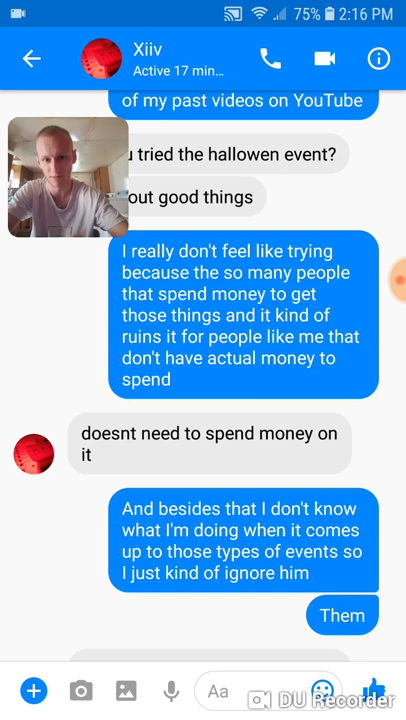 75% 2:16 PM
Xiiv
Active 17 min...
of my past videos on YouTube
u tried the hallowen event?
out good things
I really don't feel like trying
because the so many people
that spend money to get
those things and it kind of
ruins it for people like me that
don't have actual money to
spend
doesnt need to spend money on
it
And besides that I don't know
what I'm doing when it comes
up to those types of events so
I just kind of ignore him
Them
Aa
DU Recorder